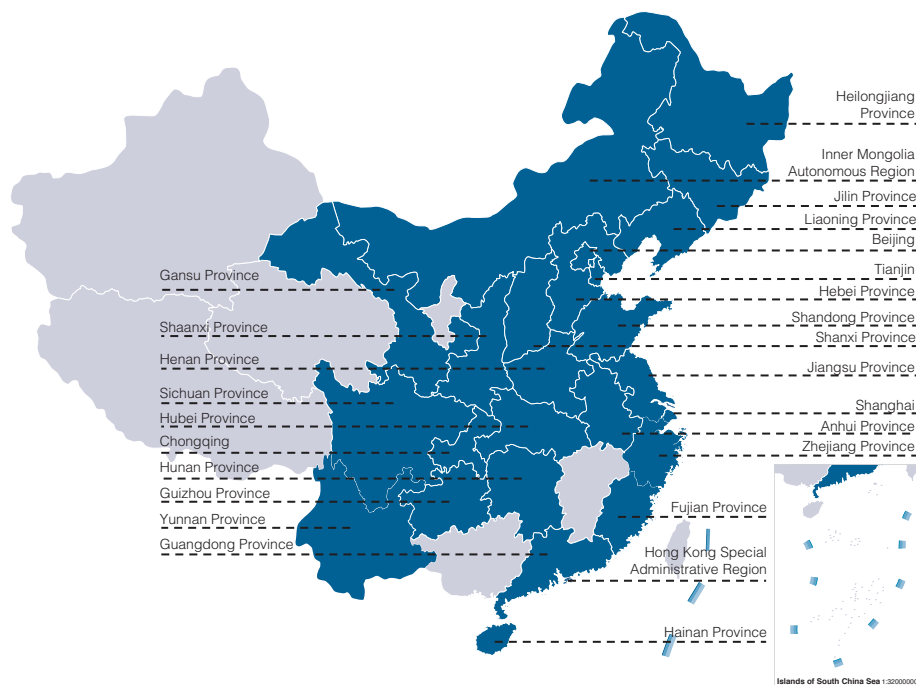 Heilongjiang
Province
Inner Mongolia
Autonomous Region
Jilin Province
Liaoning Province
Beijing
Tianjin
Hebei Province
Shandong Province
Shanxi Province
Jiangsu Province
Shanghai
Anhui Province
Zhejiang Province
Gansu Province
Shaanxi Province
Henan Province
Sichuan Province
Hubei Province
Chongqing
Hunan Province
Guizhou Province
Yunnan Province
Guangdong Province
Fujian Province
Hong Kong Special
Administrative Region
Hainan Province
Islands of South China Sea 1:32000000